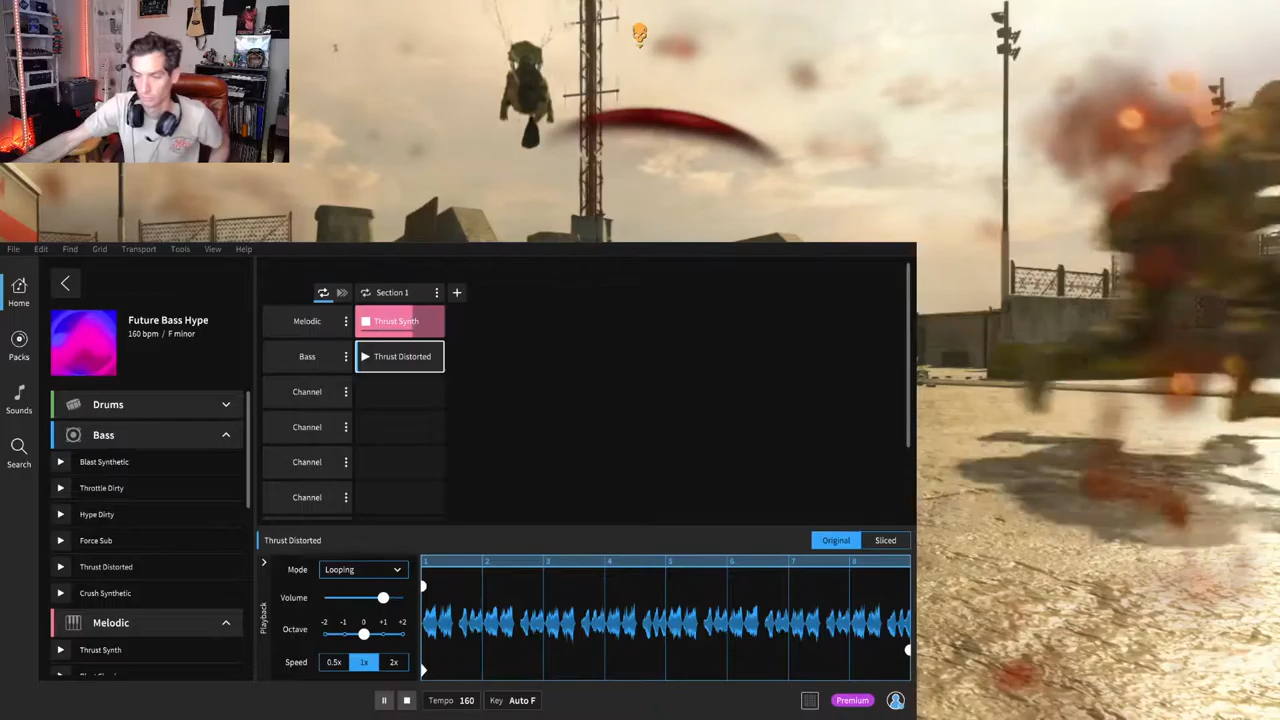 File Edit Find Grid Transport Tools View Help
Home
Packs
Sounds
Search
Future Bass Hype
160 bpm / F minor
Drums
Bass
Blast Synthetic
Throttle Dirty
Hype Dirty
Force Sub
Thrust Distorted
Crush Synthetic
Melodic
Thrust Synth
Section 1
Melodic Thrust Synth
Bass Thrust Distorted
Channel
Channel
Channel
Channel
Thrust Distorted Original Sliced
Playback
Mode Looping
Volume
Octave -2 -1 0 +1 +2
Speed 0.5x 1x 2x
1 2 3 4 5 6 7 8
Tempo 160 Key Auto F Premium